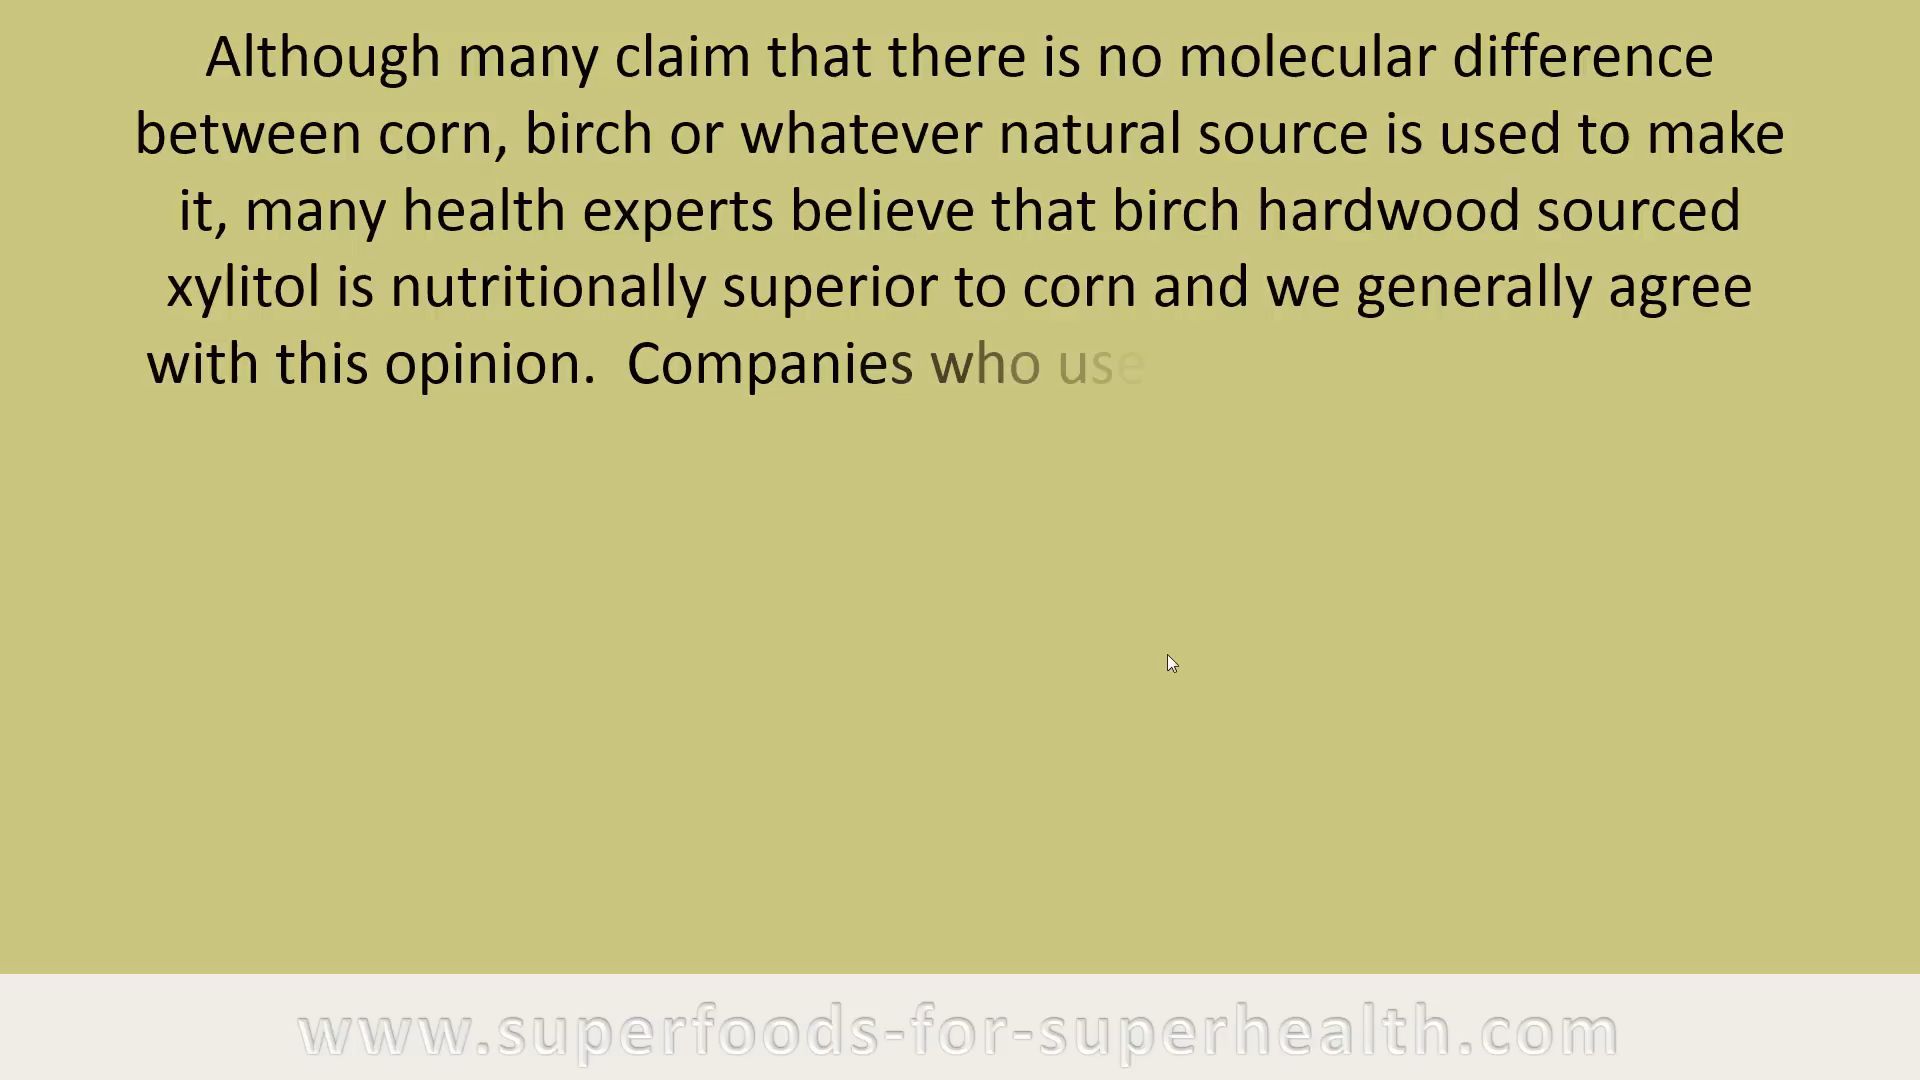 Although many claim that there is no molecular difference
between corn, birch or whatever natural source is used to make
it, many health experts believe that birch hardwood sourced
xylitol is nutritionally superior to corn and we generally agree
with this opinion.  Companies who use
www.superfoods-for-superhealth.com